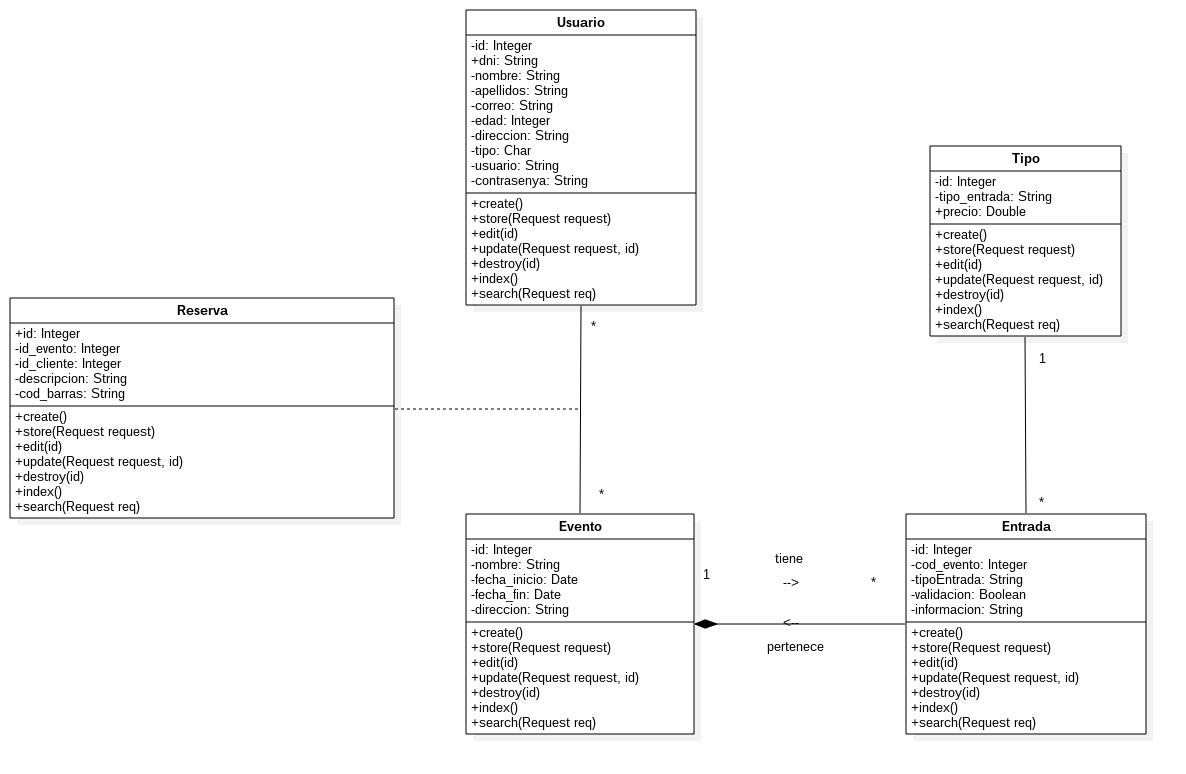 Usuario
-id: Integer
+dni: String
-nombre: String
-apellidos: String
-correo: String
-edad: Integer
-direccion: String
-tipo: Char
-usuario: String
-contrasenya: String
+create()
+store(Request request)
+edit(id)
+update(Request request, id)
+destroy(id)
+index()
+search(Request req)
Tipo
-id: Integer
-tipo_entrada: String
+precio: Double
+create()
+store(Request request)
+edit(id)
+update(Request request, id)
+destroy(id)
+index()
+search(Request req)
Reserva
+id: Integer
-id_evento: Integer
-id_cliente: Integer
-descripcion: String
-cod_barras: String
+create()
+store(Request request)
+edit(id)
+update(Request request, id)
+destroy(id)
+index()
+search(Request req)
*
*
1
*
Evento
-id: Integer
-nombre: String
-fecha_inicio: Date
-fecha_fin: Date
-direccion: String
+create()
+store(Request request)
+edit(id)
+update(Request request, id)
+destroy(id)
+index()
+search(Request req)
1
tiene
-->
*
<--
pertenece
Entrada
-id: Integer
-cod_evento: Integer
-tipoEntrada: String
-validacion: Boolean
-informacion: String
+create()
+store(Request request)
+edit(id)
+update(Request request, id)
+destroy(id)
+index()
+search(Request req)